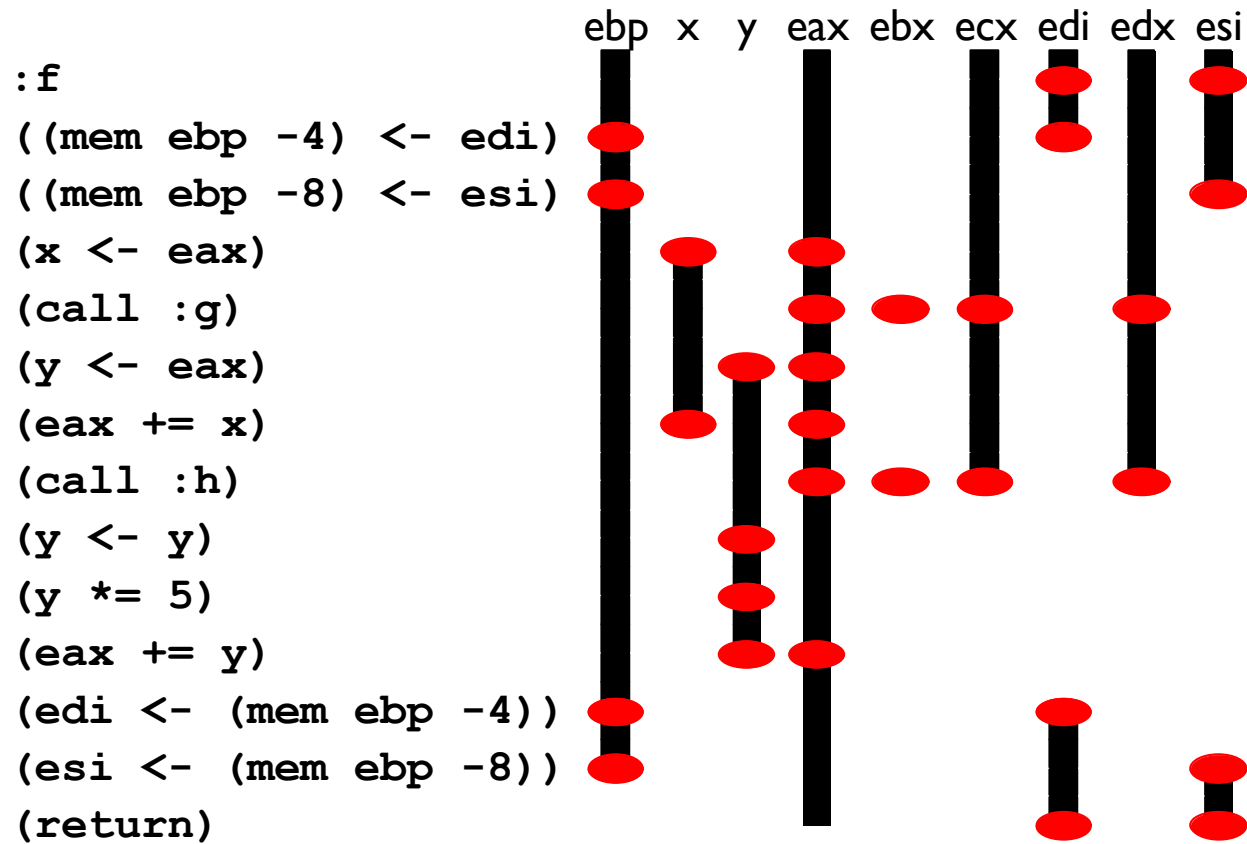 ebp x y eax ebx ecx edi edx esi
:f
((mem ebp -4) <- edi)
((mem ebp -8) <- esi)
(x <- eax)
(call :g)
(y <- eax)
(eax += x)
(call :h)
(y <- y)
(y *= 5)
(eax += y)
(edi <- (mem ebp -4))
(esi <- (mem ebp -8))
(return)